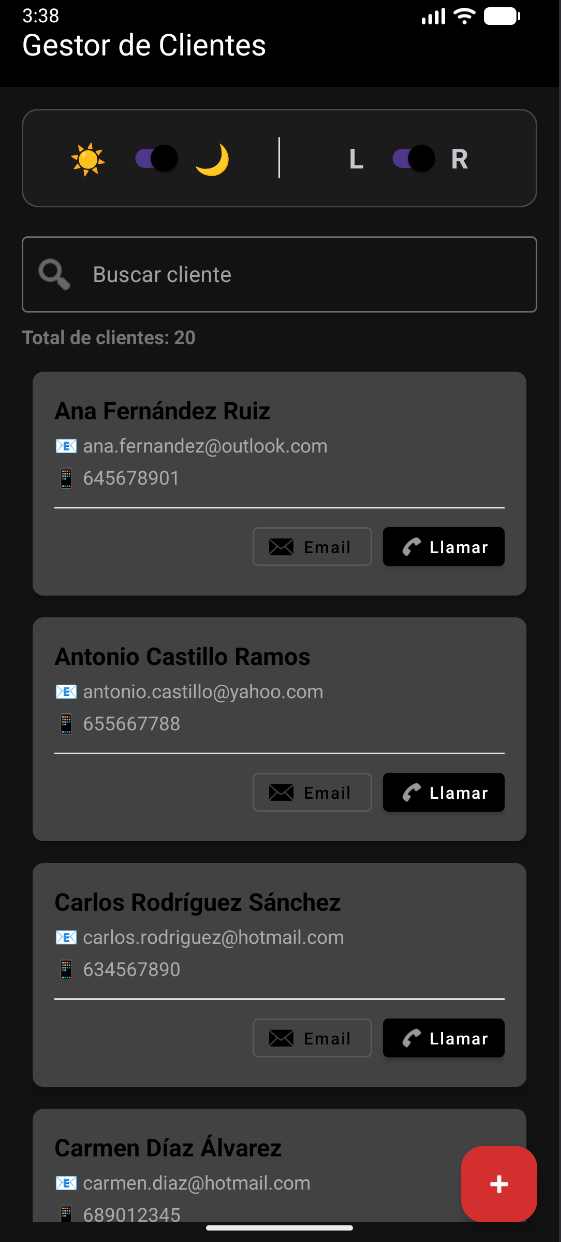 3:38
Gestor de Clientes
L R
Buscar cliente
Total de clientes: 20
Ana Fernández Ruiz
ana.fernandez@outlook.com
645678901
Email Llamar
Antonio Castillo Ramos
antonio.castillo@yahoo.com
655667788
Email Llamar
Carlos Rodríguez Sánchez
carlos.rodriguez@hotmail.com
634567890
Email Llamar
Carmen Díaz Álvarez
carmen.diaz@hotmail.com
689012345
+